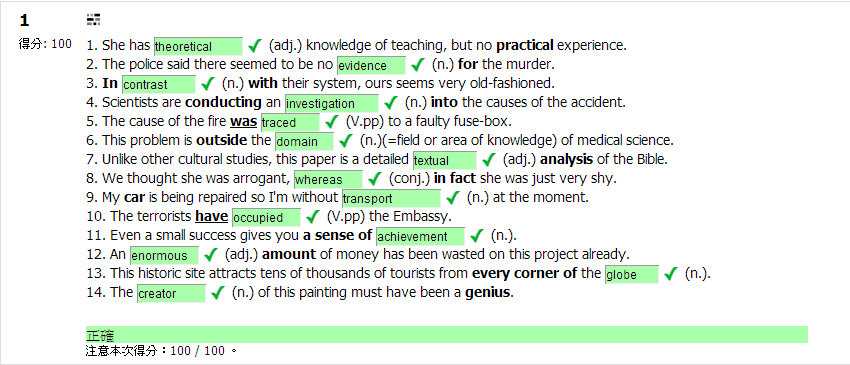 1
得分: 100
1. She has theoretical (adj.) knowledge of teaching, but no practical experience.
2. The police said there seemed to be no evidence (n.) for the murder.
3. In contrast (n.) with their system, ours seems very old-fashioned.
4. Scientists are conducting an investigation (n.) into the causes of the accident.
5. The cause of the fire was traced (V.pp) to a faulty fuse-box.
6. This problem is outside the domain (n.)(=field or area of knowledge) of medical science.
7. Unlike other cultural studies, this paper is a detailed textual (adj.) analysis of the Bible.
8. We thought she was arrogant, whereas (conj.) in fact she was just very shy.
9. My car is being repaired so I'm without transport (n.) at the moment.
10. The terrorists have occupied (V.pp) the Embassy.
11. Even a small success gives you a sense of achievement (n.).
12. An enormous (adj.) amount of money has been wasted on this project already.
13. This historic site attracts tens of thousands of tourists from every corner of the globe (n.).
14. The creator (n.) of this painting must have been a genius.
正確
注意本次得分：100 / 100 。